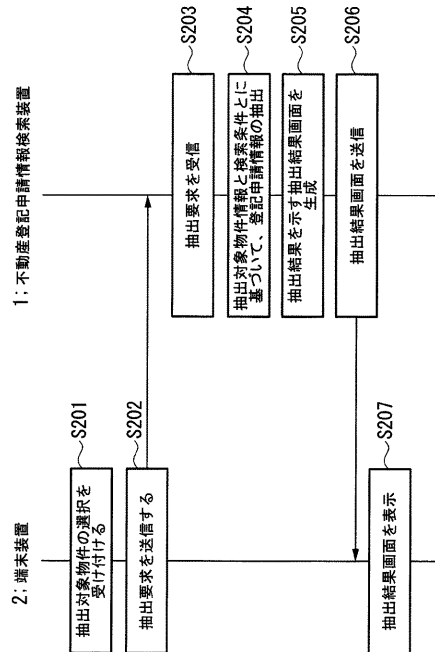 2；端末装置
1；不動産登記申請情報検索装置
抽出対象物件の選択を
受け付ける
S201
抽出要求を送信する
S202
抽出要求を受信
S203
抽出対象物件情報と検索条件とに
基づいて、登記申請情報の抽出
S204
抽出結果を示す抽出結果画面を
生成
S205
抽出結果画面を送信
S206
抽出結果画面を表示
S207